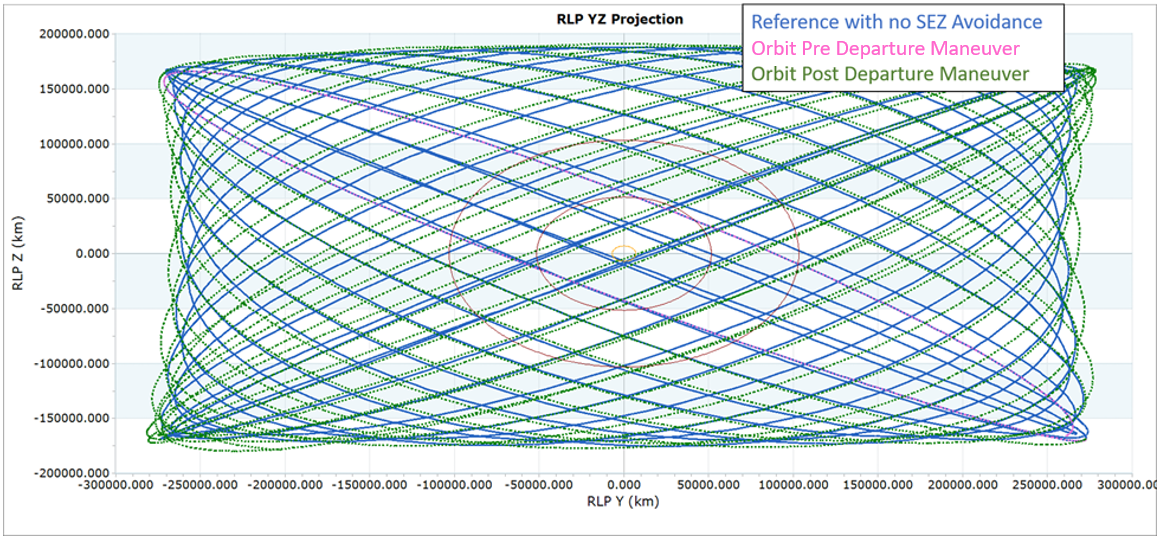 RLP YZ Projection
Reference with no SEZ Avoidance
Orbit Pre Departure Maneuver
Orbit Post Departure Maneuver
200000.000
150000.000
100000.000
50000.000
0.000
-50000.000
-100000.000
-150000.000
-200000.000
RLP Z (km)
-300000.000 -250000.000 -200000.000 -150000.000 -100000.000 -50000.000 0.000 50000.000 100000.000 150000.000 200000.000 250000.000 300000.00
RLP Y (km)